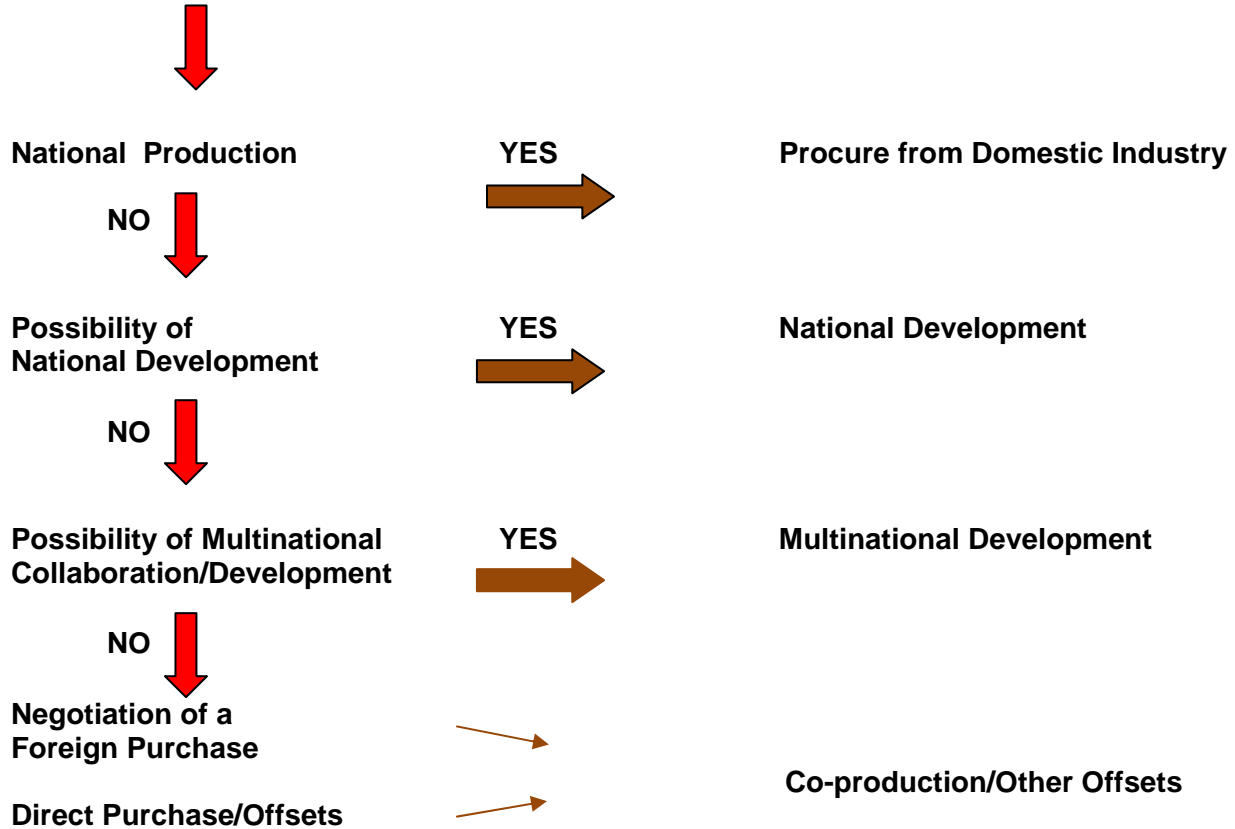 National Production YES Procure from Domestic Industry
NO
Possibility of YES National Development
National Development
NO
Possibility of Multinational YES Multinational Development
Collaboration/Development
NO
Negotiation of a
Foreign Purchase
Co-production/Other Offsets
Direct Purchase/Offsets